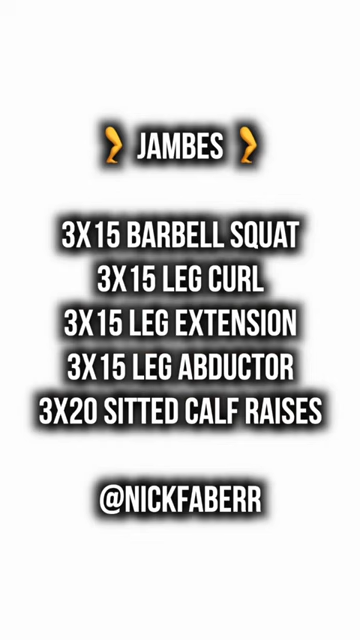 🦵 JAMBES 🦵
3X15 BARBELL SQUAT
3X15 LEG CURL
3X15 LEG EXTENSION
3X15 LEG ABDUCTOR
3X20 SITTED CALF RAISES
@NICKFABERR